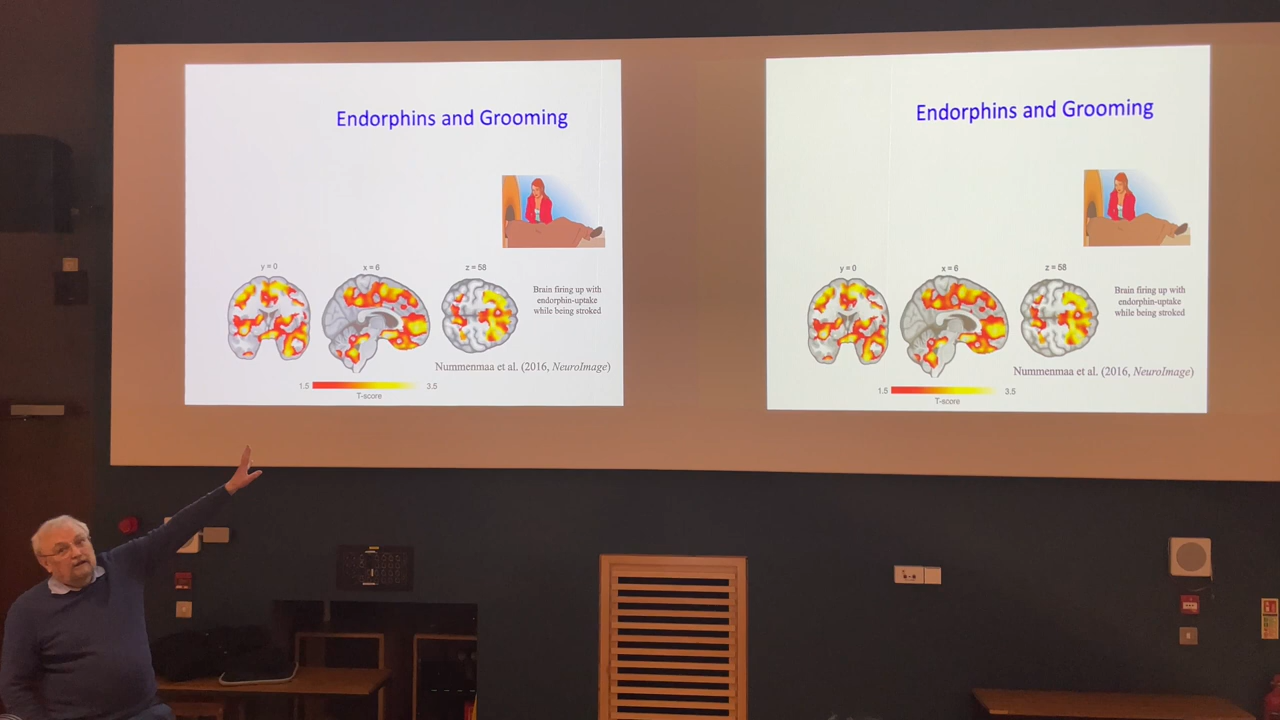 Endorphins and Grooming
y = 0
x = 6
z = 58
Brain firing up with
endorphin-uptake
while being stroked
Nummenmaa et al. (2016, NeuroImage)
1.5
3.5
T-score
Endorphins and Grooming
y = 0
x = 6
z = 58
Brain firing up with
endorphin-uptake
while being stroked
Nummenmaa et al. (2016, NeuroImage)
1.5
3.5
T-score